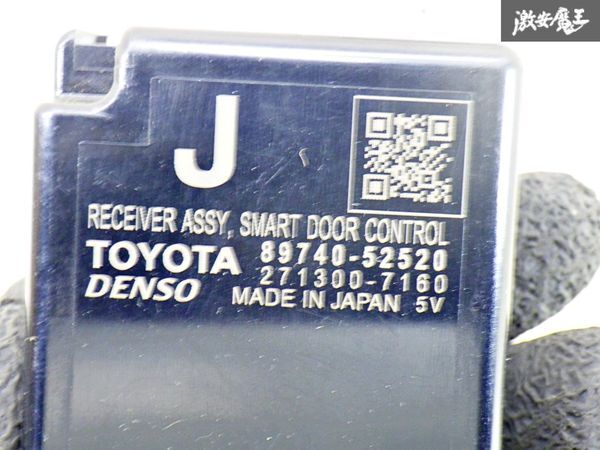 激安魔王
J
RECEIVER ASSY, SMART DOOR CONTROL
TOYOTA 89740-52520
DENSO 271300-7160
MADE IN JAPAN 5V